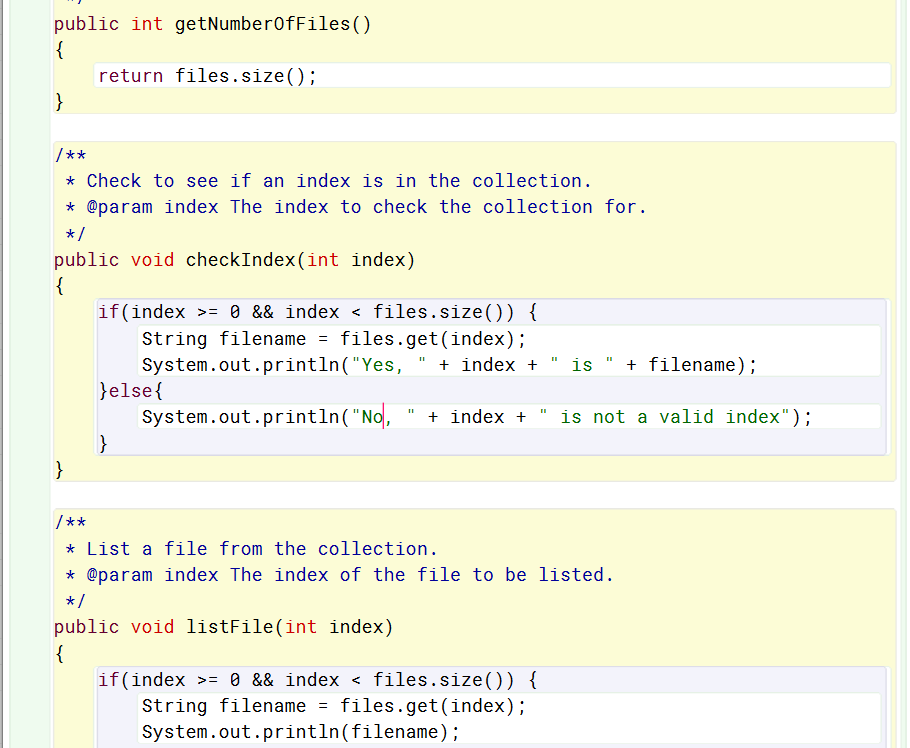 */
public int getNumberOfFiles()
{
    return files.size();
}
/**
 * Check to see if an index is in the collection.
 * @param index The index to check the collection for.
 */
public void checkIndex(int index)
{
    if(index >= 0 && index < files.size()) {
        String filename = files.get(index);
        System.out.println("Yes, " + index + " is " + filename);
    }else{
        System.out.println("No, " + index + " is not a valid index");
    }
}
/**
 * List a file from the collection.
 * @param index The index of the file to be listed.
 */
public void listFile(int index)
{
    if(index >= 0 && index < files.size()) {
        String filename = files.get(index);
        System.out.println(filename);